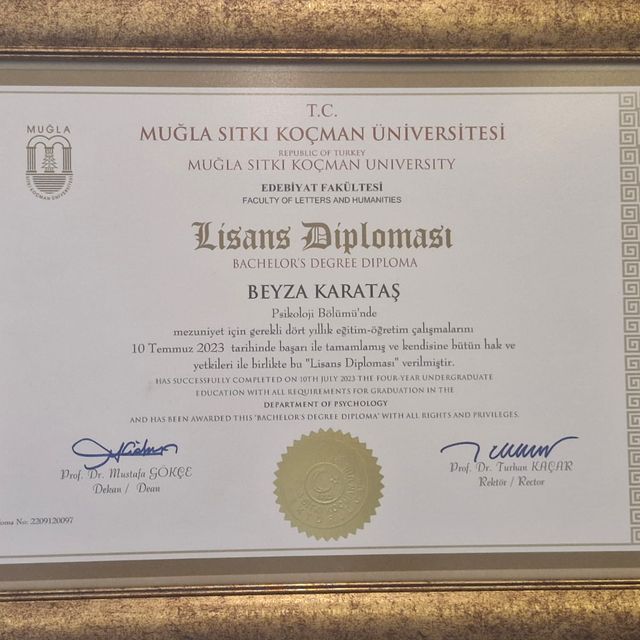 MUĞLA
T.C.
MUĞLA SITKI KOÇMAN ÜNİVERSİTESİ
REPUBLIC OF TURKEY
MUĞLA SITKI KOÇMAN UNIVERSITY
EDEBİYAT FAKÜLTESİ
FACULTY OF LETTERS AND HUMANITIES
Lisans Diploması
BACHELOR'S DEGREE DIPLOMA
BEYZA KARATAŞ
Psikoloji Bölümü'nde
mezuniyet için gerekli dört yıllık eğitim-öğretim çalışmalarını
10 Temmuz 2023 tarihinde başarı ile tamamlamış ve kendisine bütün hak ve
yetkileri ile birlikte bu "Lisans Diploması" verilmiştir.
HAS SUCCESSFULLY COMPLETED ON 10TH JULY 2023 THE FOUR-YEAR UNDERGRADUATE
EDUCATION WITH ALL REQUIREMENTS FOR GRADUATION IN THE
DEPARTMENT OF PSYCHOLOGY
AND HAS BEEN AWARDED THIS "BACHELOR'S DEGREE DIPLOMA" WITH ALL RIGHTS AND PRIVILEGES.
Prof. Dr. Mustafa GÖKÇE
Dekan / Dean
Prof. Dr. Turhan KAÇAR
Rektör / Rector
oma No: 2209120097